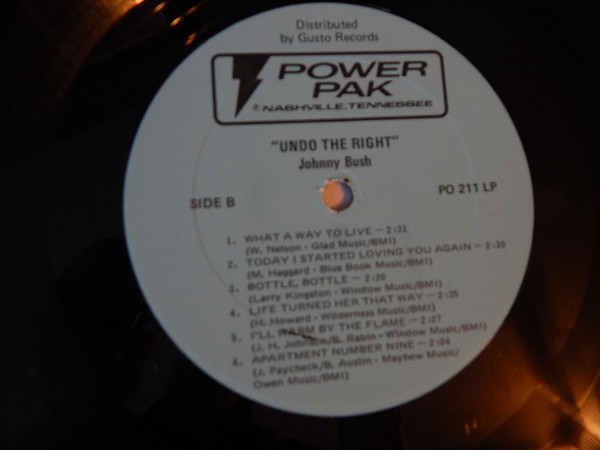 Distributed
by Gusto Records
POWER
PAK
® NASHVILLE, TENNESSEE
"UNDO THE RIGHT"
Johnny Bush
SIDE B
PO 211 LP
1. WHAT A WAY TO LIVE — 2:31
(W. Nelson - Glad Music/BMI)
2. TODAY I STARTED LOVING YOU AGAIN — 2:30
(M. Haggard - Blue Book Music/BMI)
3. BOTTLE, BOTTLE — 2:20
(Larry Kingston - Window Music/BMI)
4. LIFE TURNED HER THAT WAY — 2:35
(H. Howard - Wilderness Music/BMI)
5. I'LL WARM BY THE FLAME — 2:27
(J. H. Johnson/B. Rabin - Window Music/BMI)
6. APARTMENT NUMBER NINE — 2:04
(J. Paycheck/B. Austin - Mayhew Music/
Owen Music/BMI)